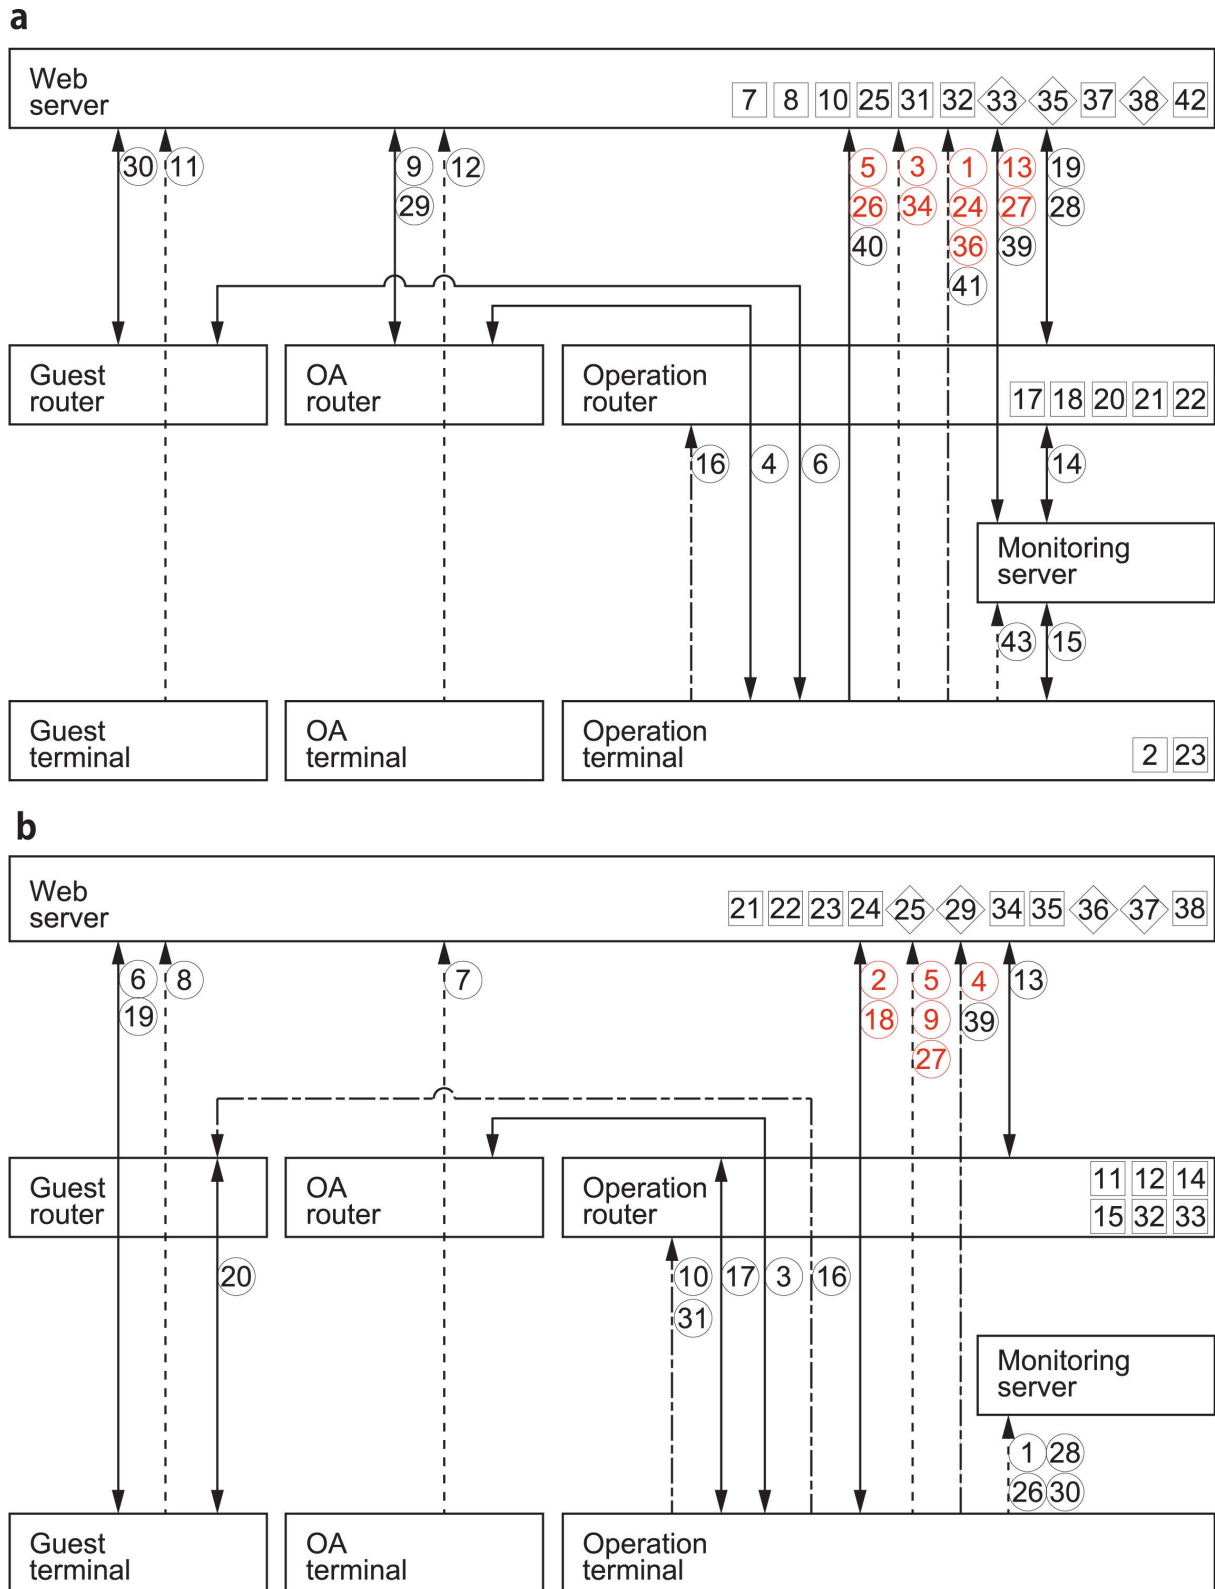 a
Web
server
7 8 10 25 31 32 33 35 37 38 42
30 11 9 12 5 3 1 13 19
29 26 34 24 27 28
40 36 39
41
Guest
router
OA
router
Operation
router
17 18 20 21 22
16 4 6 14
Monitoring
server
43 15
Guest
terminal
OA
terminal
Operation
terminal
2 23
b
Web
server
21 22 23 24 25 29 34 35 36 37 38
6 8 7 2 5 4 13
19 18 9 39
27
Guest
router
OA
router
Operation
router
11 12 14
15 32 33
20 10 17 3 16
31
Monitoring
server
1 28
26 30
Guest
terminal
OA
terminal
Operation
terminal